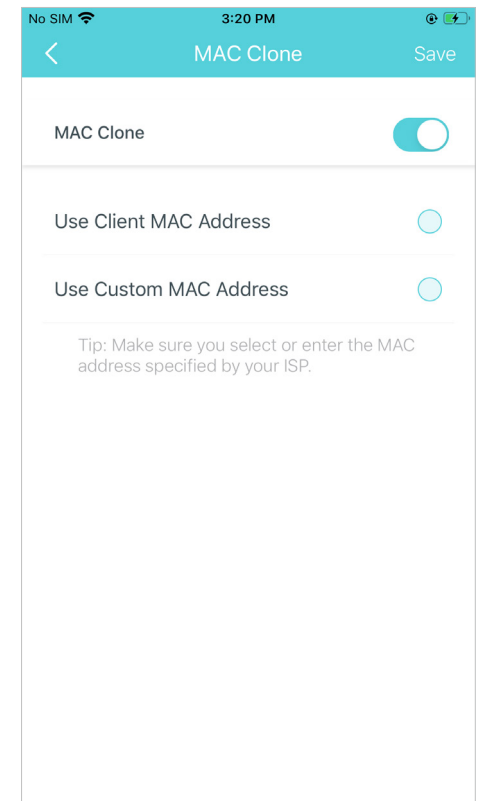 No SIM 3:20 PM
MAC Clone Save
MAC Clone
Use Client MAC Address
Use Custom MAC Address
Tip: Make sure you select or enter the MAC
address specified by your ISP.